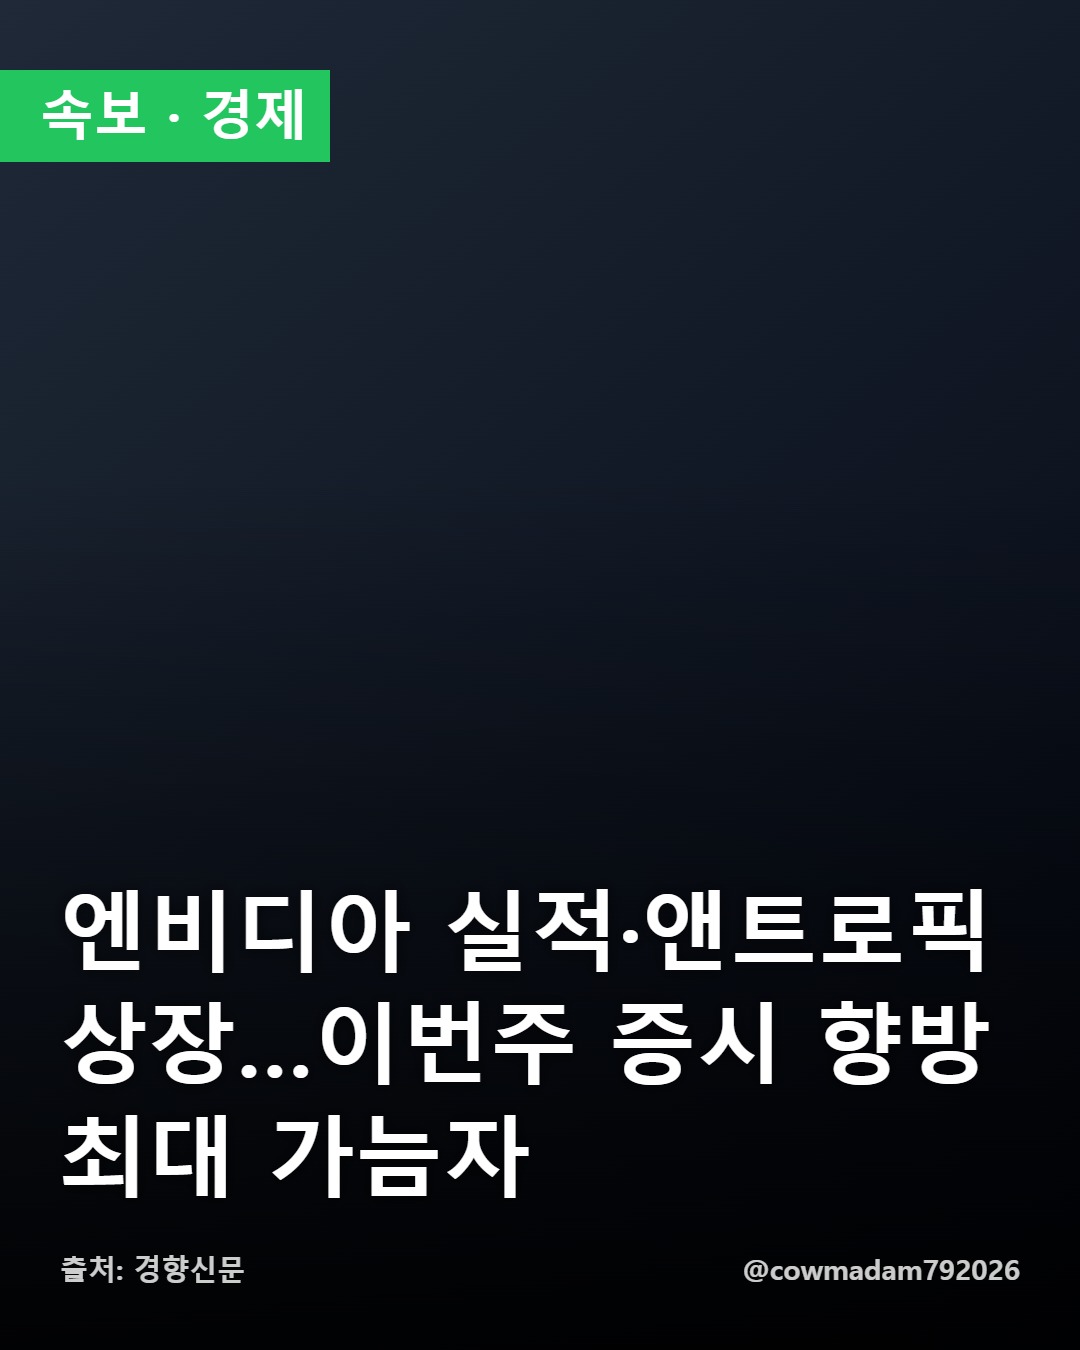 속보 · 경제
엔비디아 실적·앤트로픽
상장...이번주 증시 향방
최대 가늠자
출처: 경향신문
@cowmadam792026